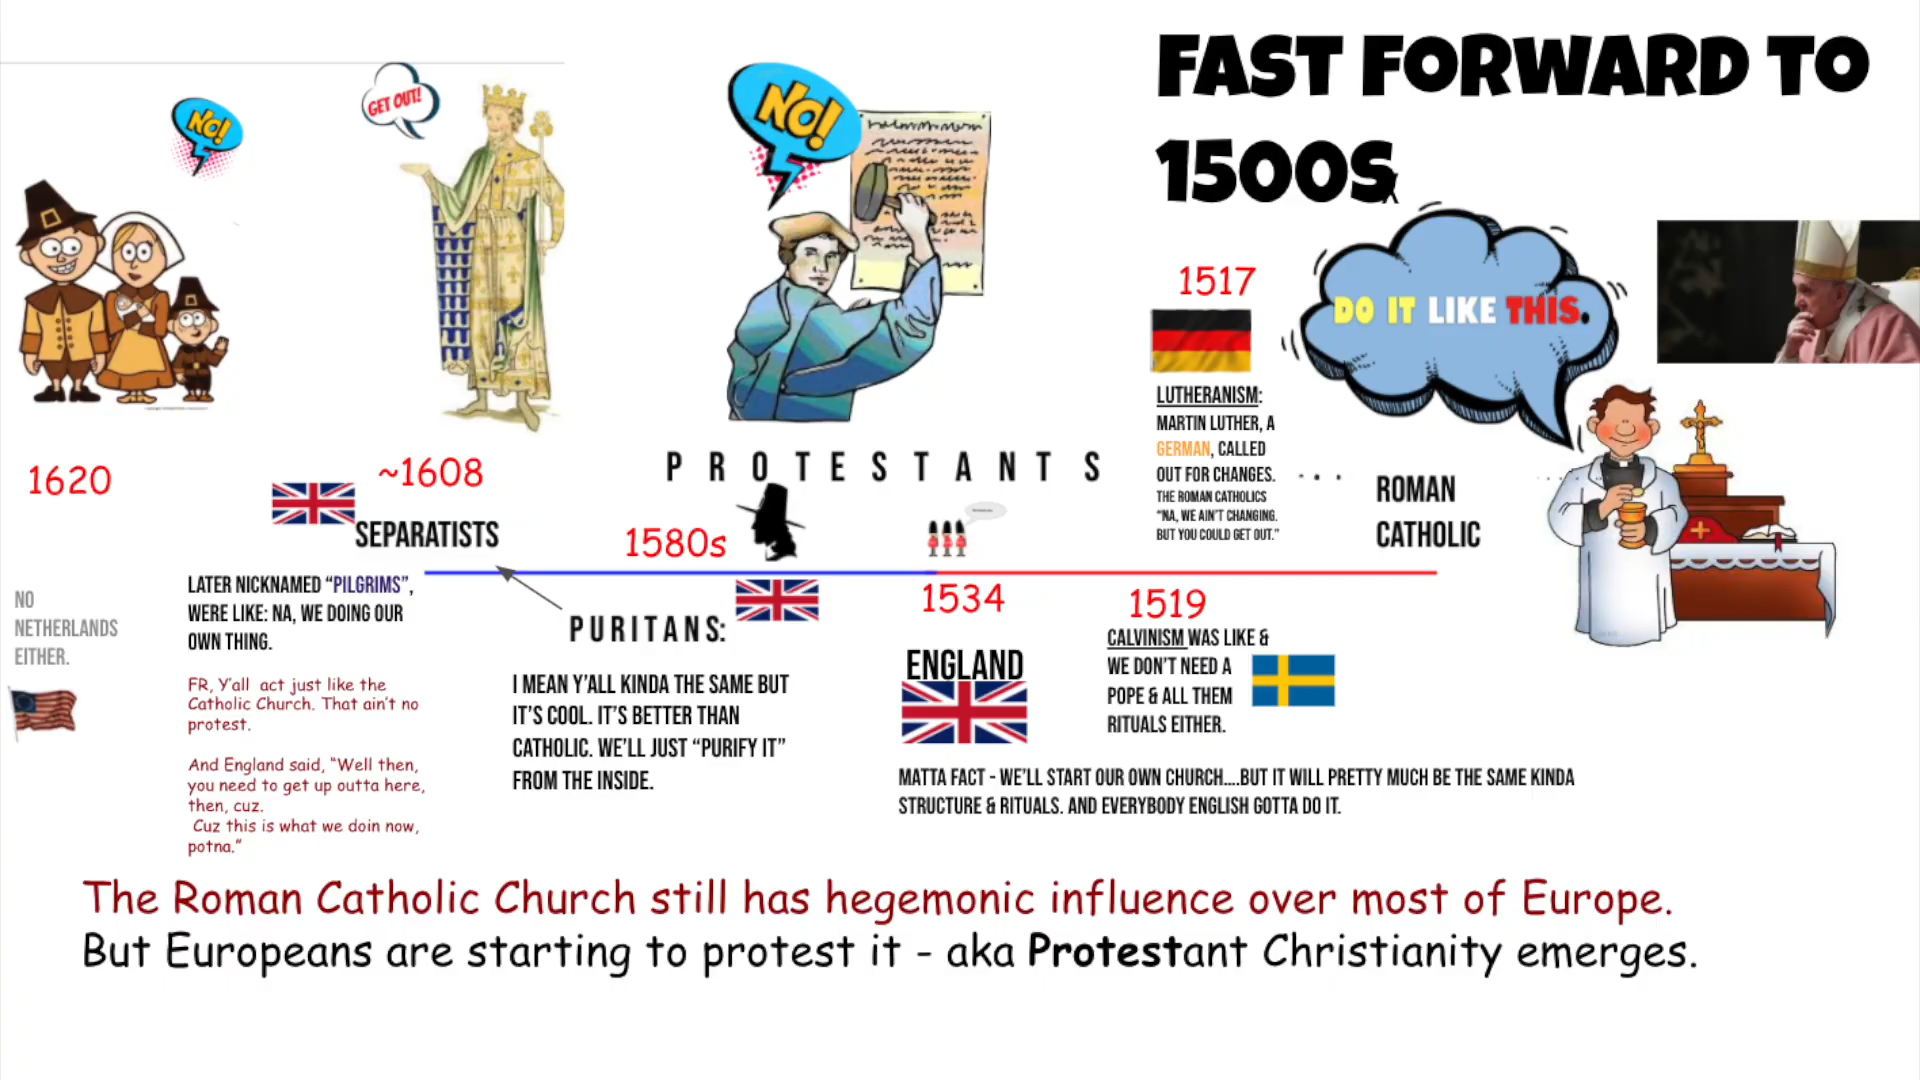 FAST FORWARD TO
1500S
NO!
GET OUT!
NO!
DO IT LIKE THIS.
1517
LUTHERANISM:
MARTIN LUTHER, A
GERMAN, CALLED
OUT FOR CHANGES.
THE ROMAN CATHOLICS
"NA, WE AIN'T CHANGING.
BUT YOU COULD GET OUT."
ROMAN
CATHOLIC
PROTESTANTS
1620
~1608
SEPARATISTS
1580s
1534
1519
NO
NETHERLANDS
EITHER.
LATER NICKNAMED "PILGRIMS",
WERE LIKE: NA, WE DOING OUR
OWN THING.
FR, Y'all act just like the
Catholic Church. That ain't no
protest.
And England said, "Well then,
you need to get up outta here,
then, cuz.
Cuz this is what we doin now,
potna."
PURITANS:
I MEAN Y'ALL KINDA THE SAME BUT
IT'S COOL. IT'S BETTER THAN
CATHOLIC. WE'LL JUST "PURIFY IT"
FROM THE INSIDE.
ENGLAND
CALVINISM WAS LIKE &
WE DON'T NEED A
POPE & ALL THEM
RITUALS EITHER.
MATTA FACT - WE'LL START OUR OWN CHURCH....BUT IT WILL PRETTY MUCH BE THE SAME KINDA
STRUCTURE & RITUALS. AND EVERYBODY ENGLISH GOTTA DO IT.
The Roman Catholic Church still has hegemonic influence over most of Europe.
But Europeans are starting to protest it - aka Protestant Christianity emerges.